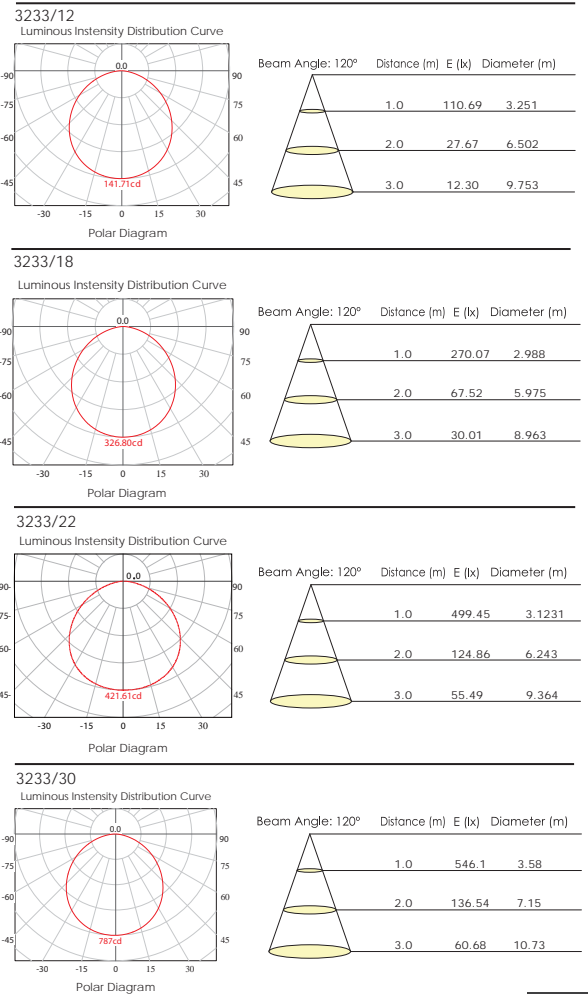 3233/12
Luminous Instensity Distribution Curve
Beam Angle: 120° Distance (m) E (lx) Diameter (m)
0.0
-90 90
1.0 110.69 3.251
-75 75
-60 60
2.0 27.67 6.502
-45 45
141.71cd
3.0 12.30 9.753
-30 -15 0 15 30
Polar Diagram
3233/18
Luminous Instensity Distribution Curve
Beam Angle: 120° Distance (m) E (lx) Diameter (m)
0.0
-90 90
1.0 270.07 2.988
-75 75
-60 60
2.0 67.52 5.975
-45 45
326.80cd
3.0 30.01 8.963
-30 -15 0 15 30
Polar Diagram
3233/22
Luminous Instensity Distribution Curve
Beam Angle: 120° Distance (m) E (lx) Diameter (m)
0.0
90- 90
1.0 499.45 3.1231
75- 75
60- 60
2.0 124.86 6.243
45- 45
421.61cd
3.0 55.49 9.364
-30 -15 0 15 30
Polar Diagram
3233/30
Luminous Instensity Distribution Curve
Beam Angle: 120° Distance (m) E (lx) Diameter (m)
0.0
-90 90
1.0 546.1 3.58
-75 75
-60 60
2.0 136.54 7.15
-45 45
787cd
3.0 60.68 10.73
-30 -15 0 15 30
Polar Diagram